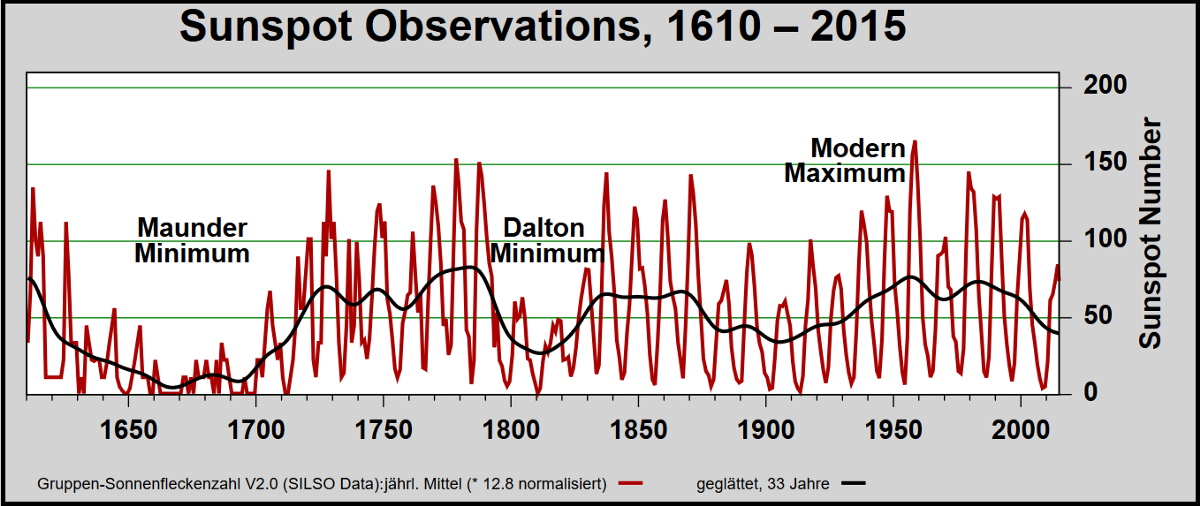 Sunspot Observations, 1610 – 2015
200
150
100
50
0
Sunspot Number
Modern
Maximum
Maunder
Minimum
Dalton
Minimum
1650 1700 1750 1800 1850 1900 1950 2000
Gruppen-Sonnenfleckenzahl V2.0 (SILSO Data):jährl. Mittel (* 12.8 normalisiert) geglättet, 33 Jahre